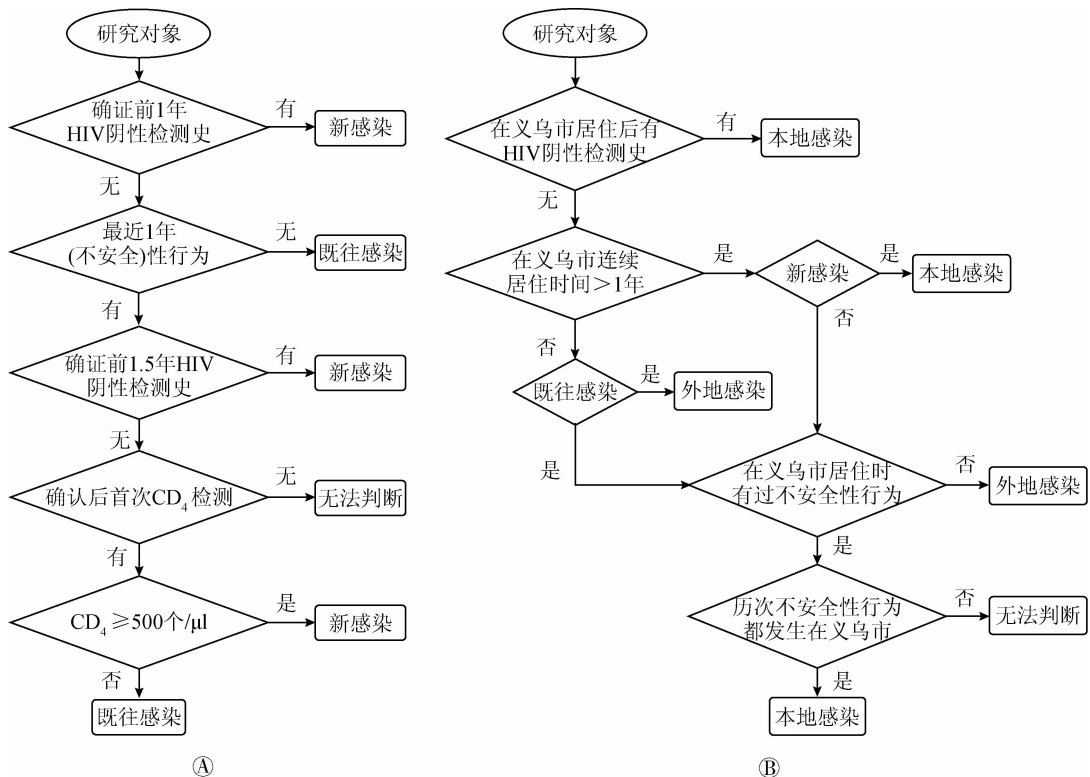 研究对象
确证前1年
HIV阴性检测史
有
新感染
无
最近1年
(不安全)性行为
无
既往感染
有
确证前1.5年HIV
阴性检测史
有
新感染
无
确认后首次CD4检测
无
无法判断
有
CD4≥500个/μl
是
新感染
否
既往感染
Ⓐ
研究对象
在义乌市居住后有
HIV阴性检测史
有
本地感染
无
在义乌市连续
居住时间＞1年
是
新感染
是
本地感染
否
否
既往感染
是
外地感染
是
在义乌市居住时
有过不安全性行为
否
外地感染
是
历次不安全性行为
都发生在义乌市
否
无法判断
是
本地感染
Ⓑ